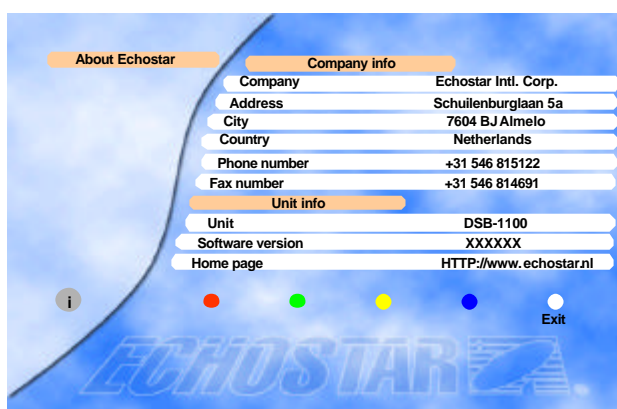 About Echostar
Company info
Company Echostar Intl. Corp.
Address Schuilenburglaan 5a
City 7604 BJ Almelo
Country Netherlands
Phone number +31 546 815122
Fax number +31 546 814691
Unit info
Unit DSB-1100
Software version XXXXXX
Home page HTTP://www.echostar.nl
i
Exit
ECHOSTAR